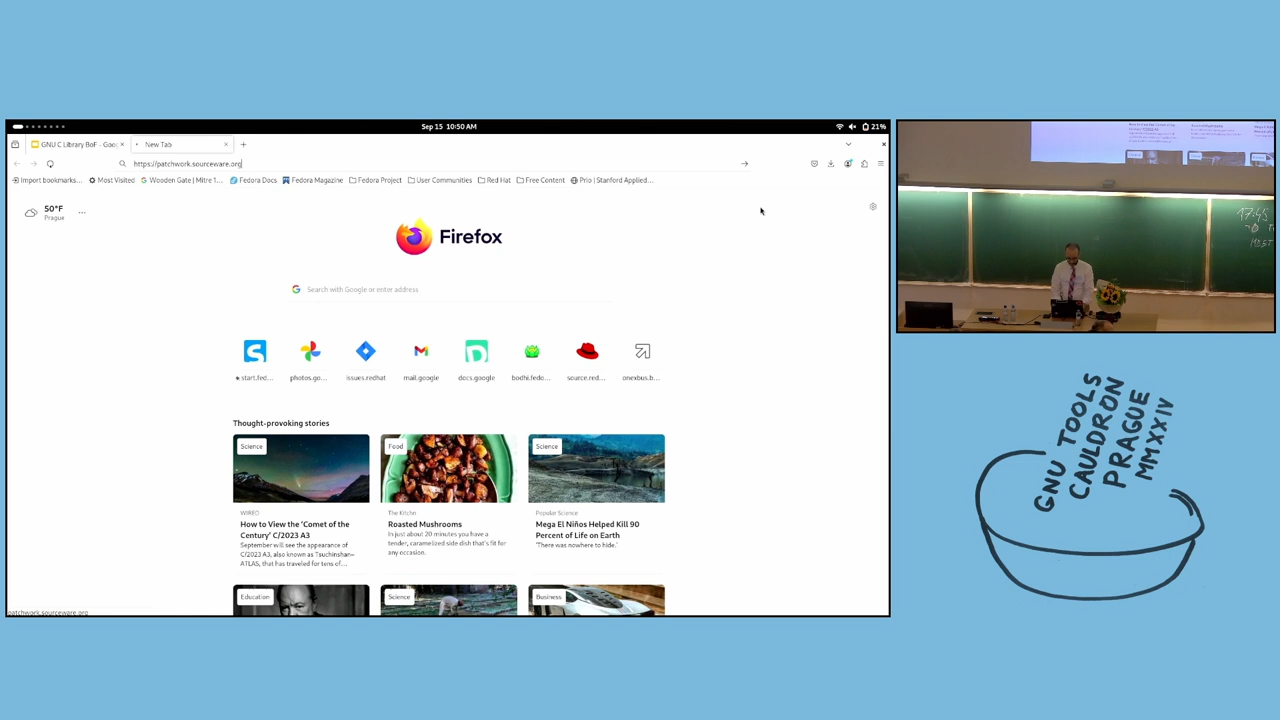 Sep 15 10:50 AM
21%
GNU C Library BoF - Goog
New Tab
https://patchwork.sourceware.org
Import bookmarks...
Most Visited
Wooden Gate | Mitre 1...
Fedora Docs
Fedora Magazine
Fedora Project
User Communities
Red Hat
Free Content
Prio | Stanford Applied...
50°F
Prague
Firefox
Search with Google or enter address
start.fed...
photos.go...
issues.redhat
mail.google
docs.google
bodhi.fedo...
source.red...
onexbus.b...
Thought-provoking stories
Science
WIRED
How to View the ‘Comet of the
Century’ C/2023 A3
September will see the appearance of
C/2023 A3, also known as Tsuchinshan–
ATLAS, that has traveled for tens of...
Food
The Kitchn
Roasted Mushrooms
In just about 20 minutes you have a
tender, caramelized side dish that’s fit for
any occasion.
Science
Popular Science
Mega El Niños Helped Kill 90
Percent of Life on Earth
‘There was nowhere to hide.’
Education
Science
Business
patchwork.sourceware.org
17:45
GNU TOOLS
CAULDRON
PRAGUE
MMXXIV